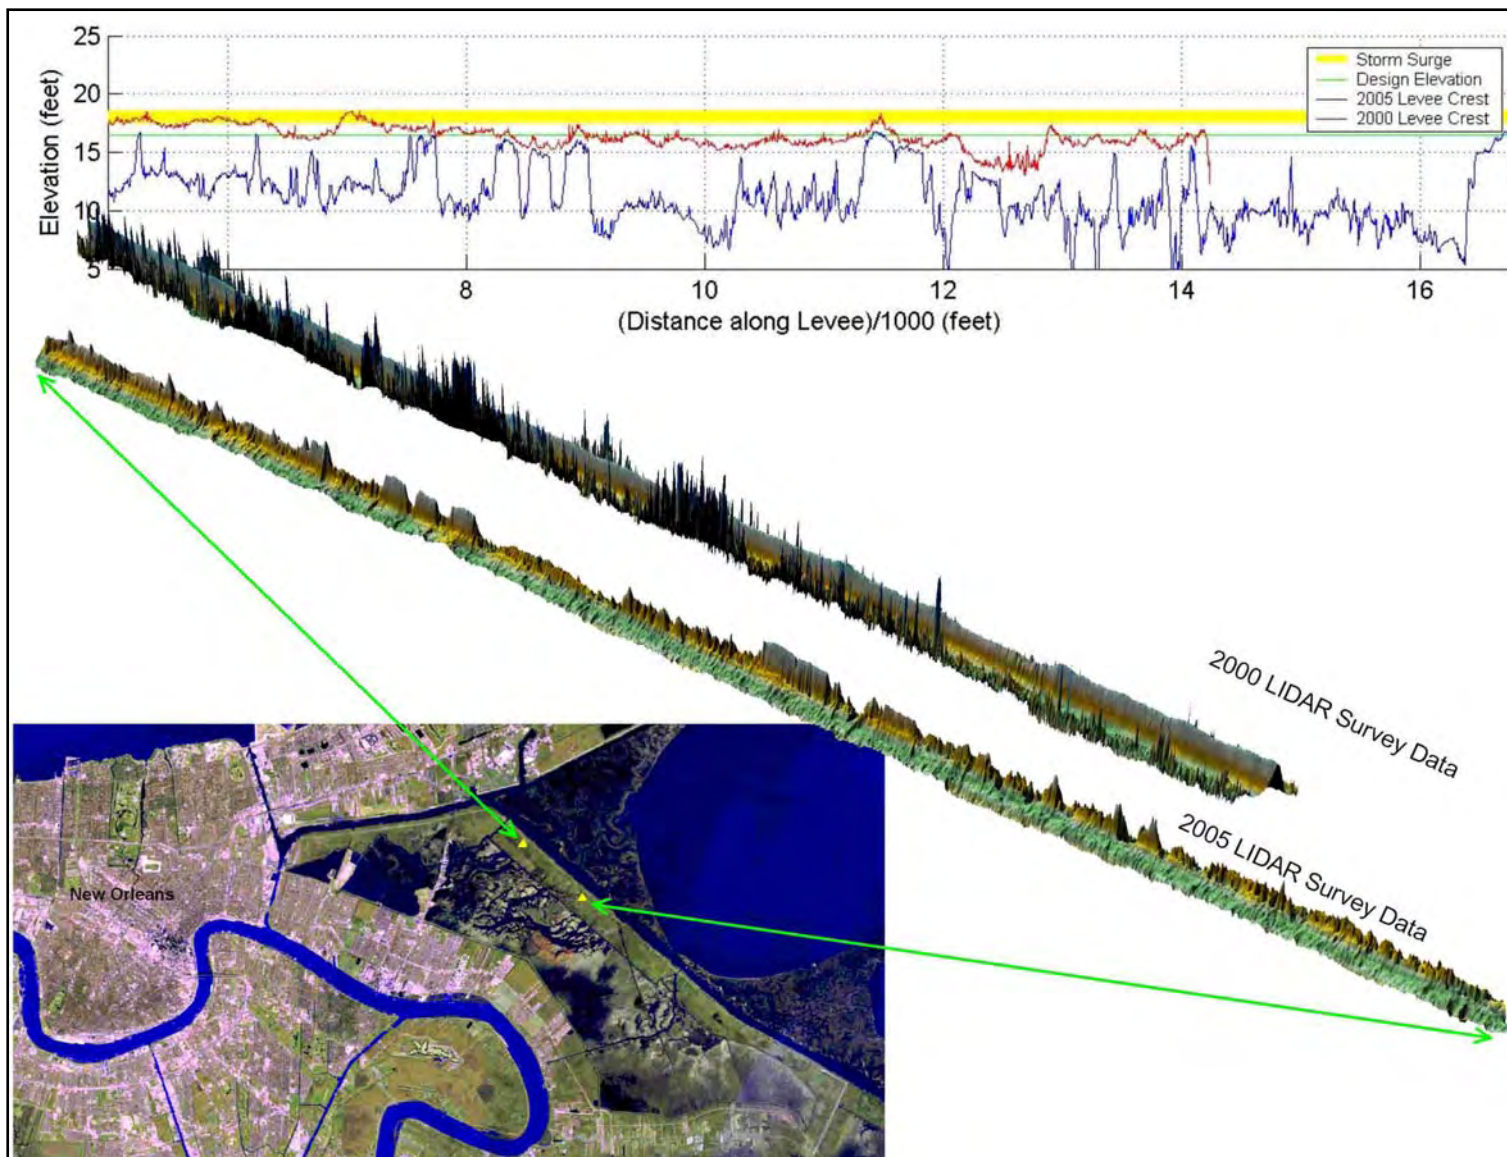 25
20
15
10
5
Elevation (feet)
Storm Surge
Design Elevation
2005 Levee Crest
2000 Levee Crest
8 10 12 14 16
(Distance along Levee)/1000 (feet)
2000 LIDAR Survey Data
2005 LIDAR Survey Data
New Orleans